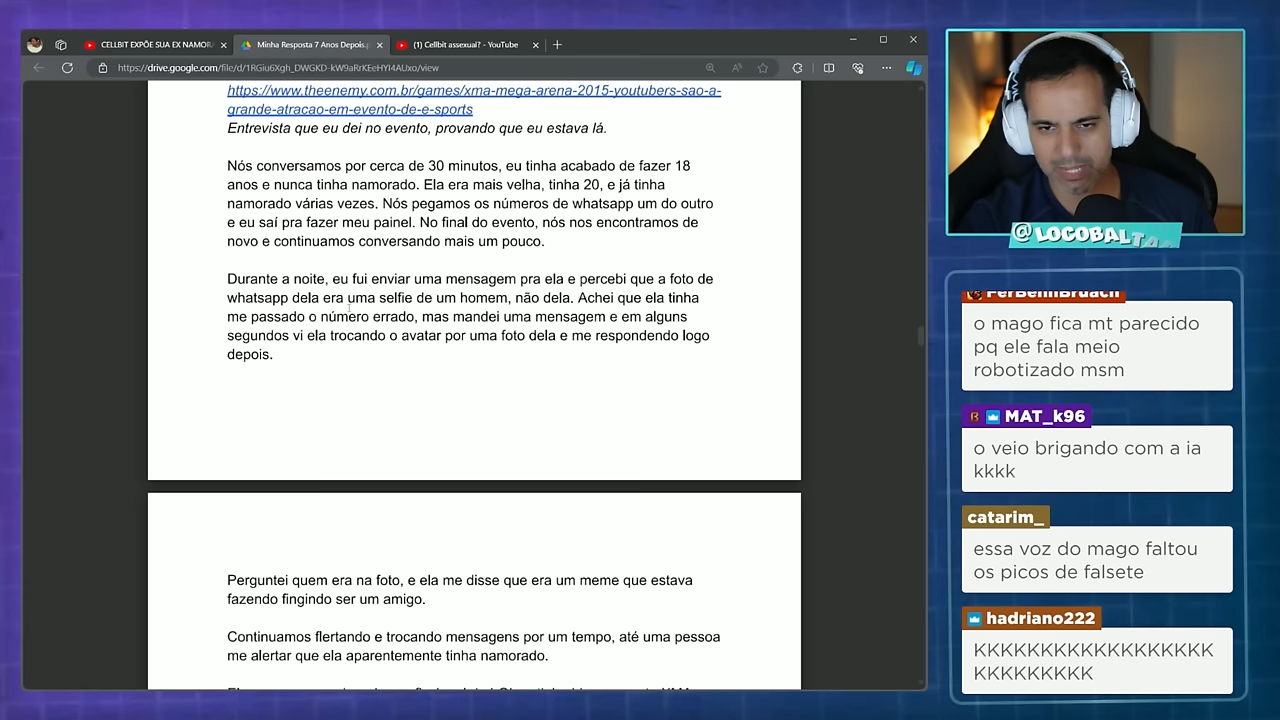 CELLBIT EXPÕE SUA EX NAMOR
Minha Resposta 7 Anos Depois.p
(1) Cellbit assexual? - YouTube
https://drive.google.com/file/d/1RGiu6Xgh_DWGKD-kW9aRrKEeHYI4AUxo/view
https://www.theenemy.com.br/games/xma-mega-arena-2015-youtubers-sao-a-
grande-atracao-em-evento-de-e-sports
Entrevista que eu dei no evento, provando que eu estava lá.
Nós conversamos por cerca de 30 minutos, eu tinha acabado de fazer 18
anos e nunca tinha namorado. Ela era mais velha, tinha 20, e já tinha
namorado várias vezes. Nós pegamos os números de whatsapp um do outro
e eu saí pra fazer meu painel. No final do evento, nós nos encontramos de
novo e continuamos conversando mais um pouco.
Durante a noite, eu fui enviar uma mensagem pra ela e percebi que a foto de
whatsapp dela era uma selfie de um homem, não dela. Achei que ela tinha
me passado o número errado, mas mandei uma mensagem e em alguns
segundos vi ela trocando o avatar por uma foto dela e me respondendo logo
depois.
Perguntei quem era na foto, e ela me disse que era um meme que estava
fazendo fingindo ser um amigo.
Continuamos flertando e trocando mensagens por um tempo, até uma pessoa
me alertar que ela aparentemente tinha namorado.
@LOGOBALTAR
PerBenmBruach
o mago fica mt parecido
pq ele fala meio
robotizado msm
MAT_k96
o veio brigando com a ia
kkkk
catarim_
essa voz do mago faltou
os picos de falsete
hadriano222
KKKKKKKKKKKKKKKKKK
KKKKKKKKK